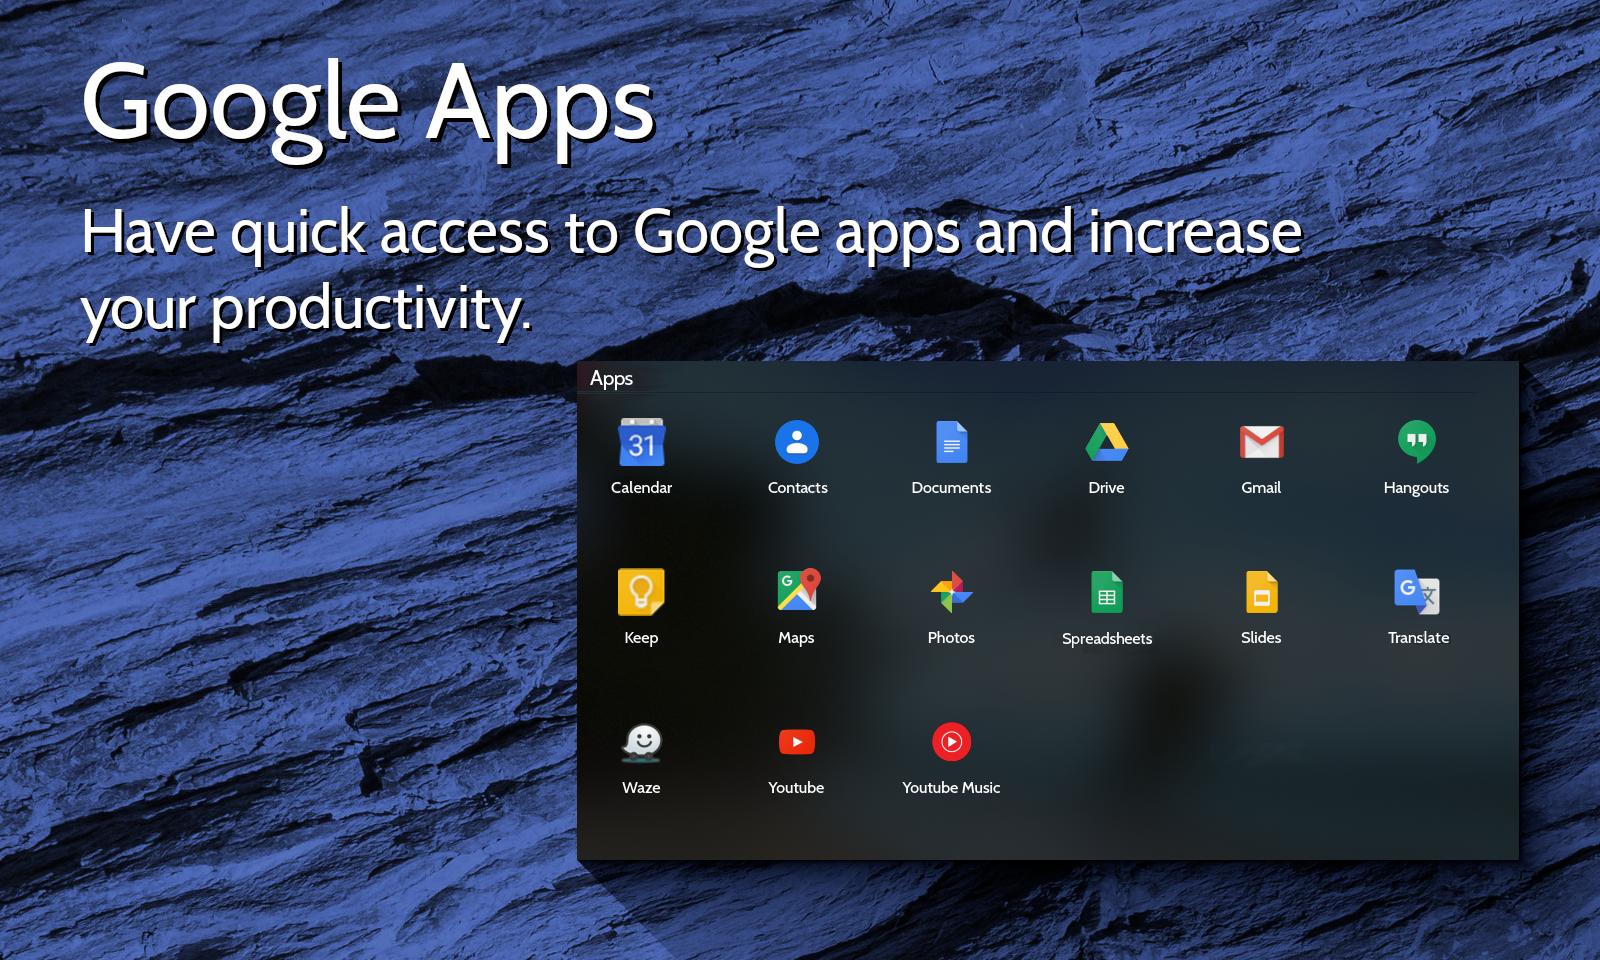 Google Apps
Have quick access to Google apps and increase
your productivity.
Apps
31
Calendar Contacts Documents Drive Gmail Hangouts
G
G 文
Keep Maps Photos Spreadsheets Slides Translate
Waze Youtube Youtube Music